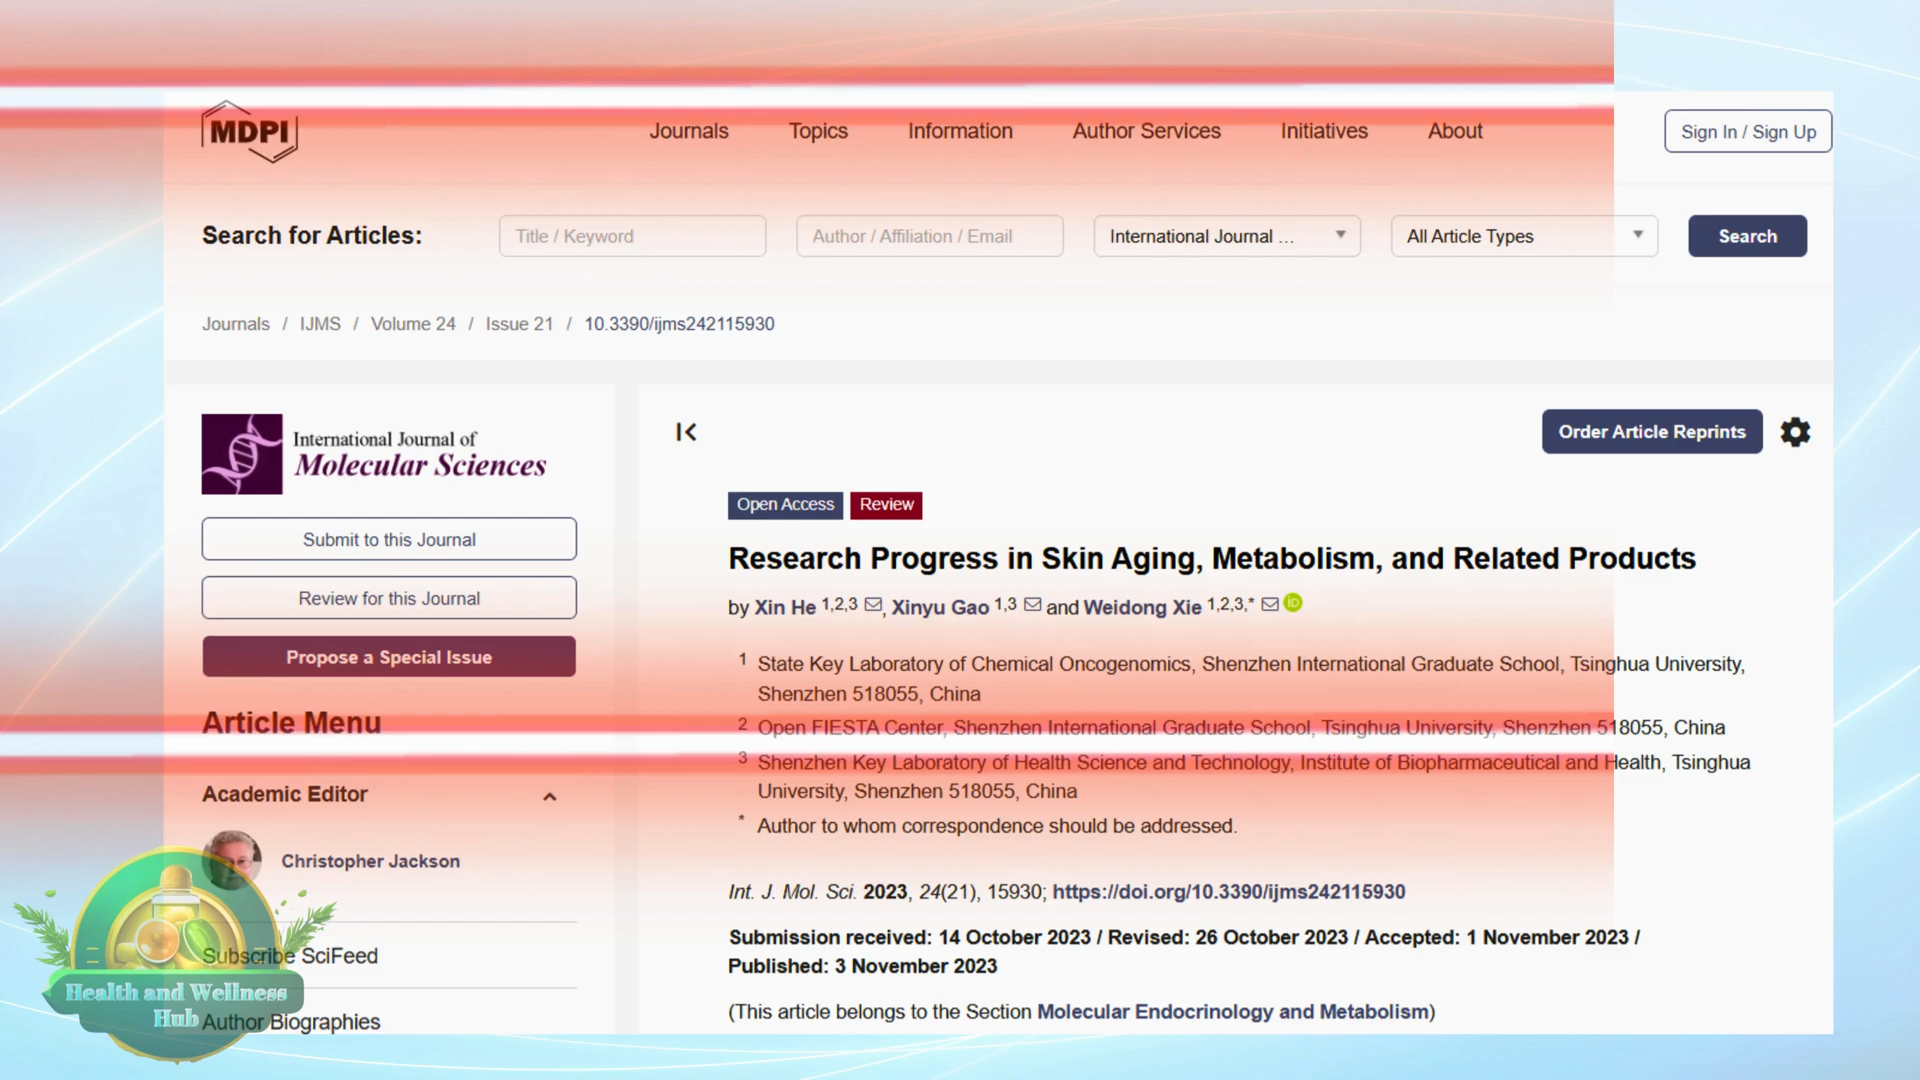 MDPI
Journals Topics Information Author Services Initiatives About
Sign In / Sign Up
Search for Articles:
Title / Keyword
Author / Affiliation / Email
International Journal ...
All Article Types
Search
Journals / IJMS / Volume 24 / Issue 21 / 10.3390/ijms242115930
International Journal of
Molecular Sciences
Submit to this Journal
Review for this Journal
Propose a Special Issue
Article Menu
Academic Editor
Christopher Jackson
Subscribe SciFeed
Author Biographies
Health and Wellness
Hub
Order Article Reprints
Open Access Review
Research Progress in Skin Aging, Metabolism, and Related Products
by Xin He 1,2,3, Xinyu Gao 1,3 and Weidong Xie 1,2,3,* iD
1 State Key Laboratory of Chemical Oncogenomics, Shenzhen International Graduate School, Tsinghua University,
Shenzhen 518055, China
2 Open FIESTA Center, Shenzhen International Graduate School, Tsinghua University, Shenzhen 518055, China
3 Shenzhen Key Laboratory of Health Science and Technology, Institute of Biopharmaceutical and Health, Tsinghua
University, Shenzhen 518055, China
* Author to whom correspondence should be addressed.
Int. J. Mol. Sci. 2023, 24(21), 15930; https://doi.org/10.3390/ijms242115930
Submission received: 14 October 2023 / Revised: 26 October 2023 / Accepted: 1 November 2023 /
Published: 3 November 2023
(This article belongs to the Section Molecular Endocrinology and Metabolism)